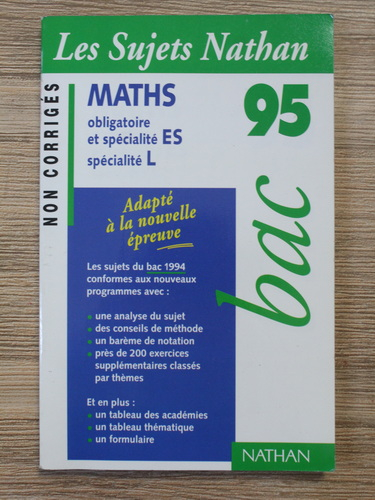 Les Sujets Nathan
NON CORRIGÉS
MATHS
obligatoire
et spécialité ES
spécialité L
95
bac
Adapté
à la nouvelle
épreuve
Les sujets du bac 1994
conformes aux nouveaux
programmes avec :
• une analyse du sujet
• des conseils de méthode
• un barème de notation
• près de 200 exercices
supplémentaires classés
par thèmes
Et en plus :
• un tableau des académies
• un tableau thématique
• un formulaire
NATHAN